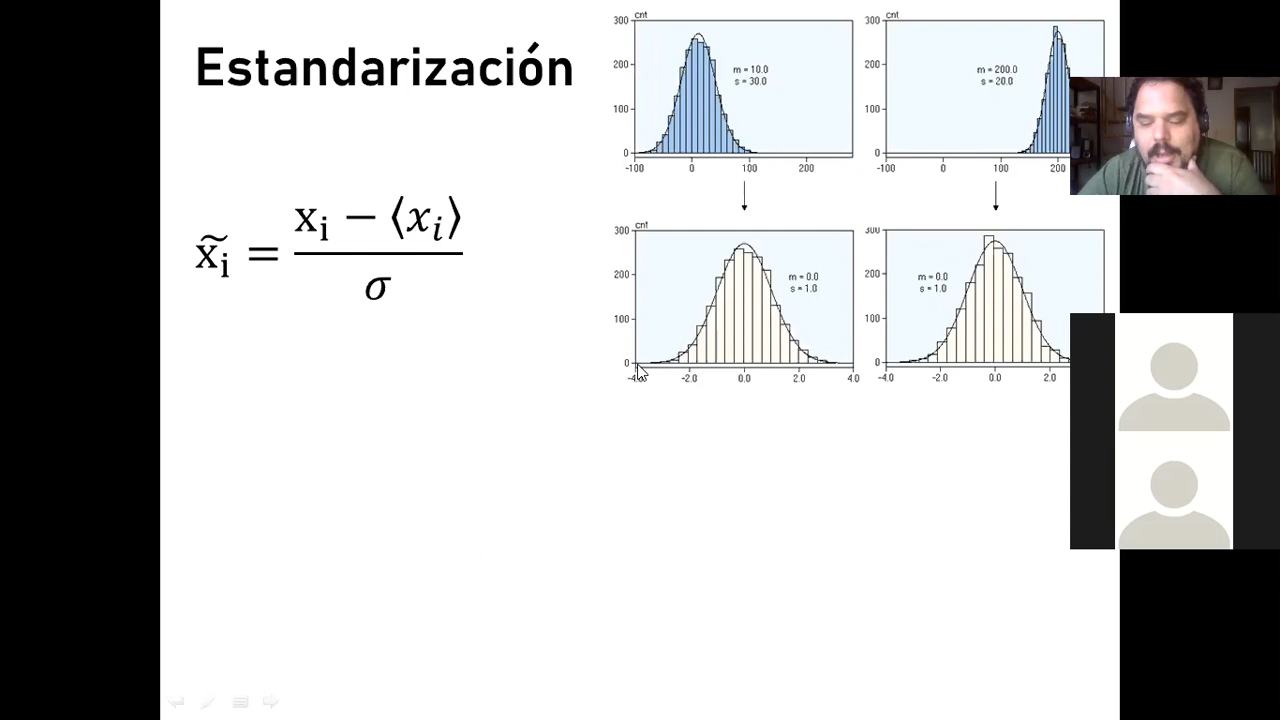 Estandarización
x̃ᵢ = (xᵢ − ⟨xᵢ⟩) / σ
cnt
300
200
100
0
-100 0 100 200
m = 10.0
s = 30.0
cnt
300
200
100
0
-100 0 100 200
m = 200.0
s = 20.0
cnt
300
200
100
0
-2.0 0.0 2.0 4.0
m = 0.0
s = 1.0
300
200
100
0
-4.0 -2.0 0.0 2.0
m = 0.0
s = 1.0